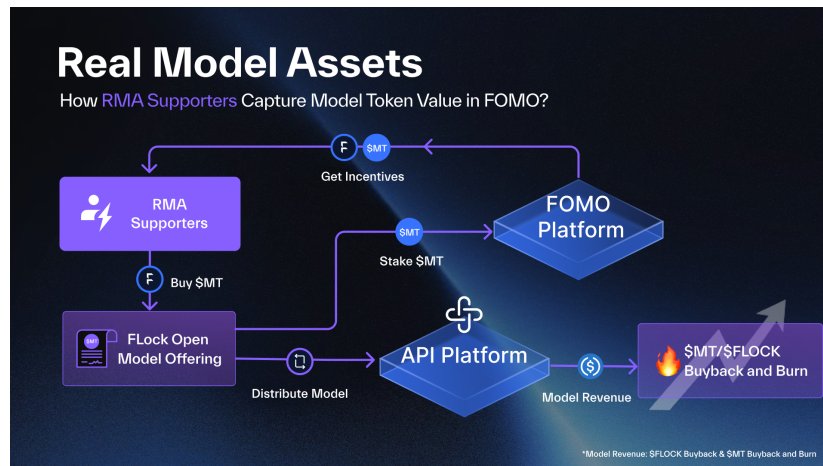 Real Model Assets
How RMA Supporters Capture Model Token Value in FOMO?
$MT
Get Incentives
RMA
Supporters
FOMO
Platform
$MT
Stake $MT
Buy $MT
$MT
FLock Open
Model Offering
API Platform
$MT/$FLOCK
Buyback and Burn
Distribute Model
Model Revenue
*Model Revenue: $FLOCK Buyback & $MT Buyback and Burn